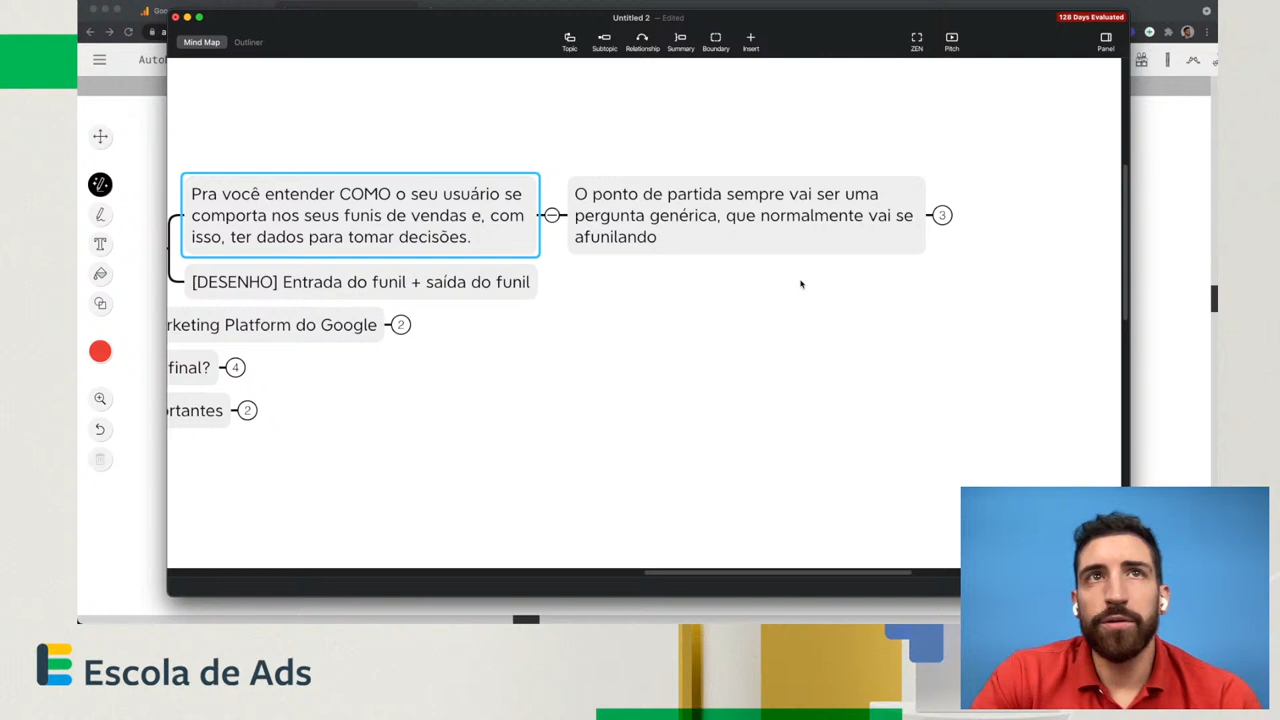 Goo
Untitled 2 — Edited
128 Days Evaluated
Mind Map
Outliner
Topic
Subtopic
Relationship
Summary
Boundary
Insert
ZEN
Pitch
Panel
Pra você entender COMO o seu usuário se
comporta nos seus funis de vendas e, com
isso, ter dados para tomar decisões.
O ponto de partida sempre vai ser uma
pergunta genérica, que normalmente vai se
afunilando
3
[DESENHO] Entrada do funil + saída do funil
rketing Platform do Google
2
final?
4
rtantes
2
Escola de Ads